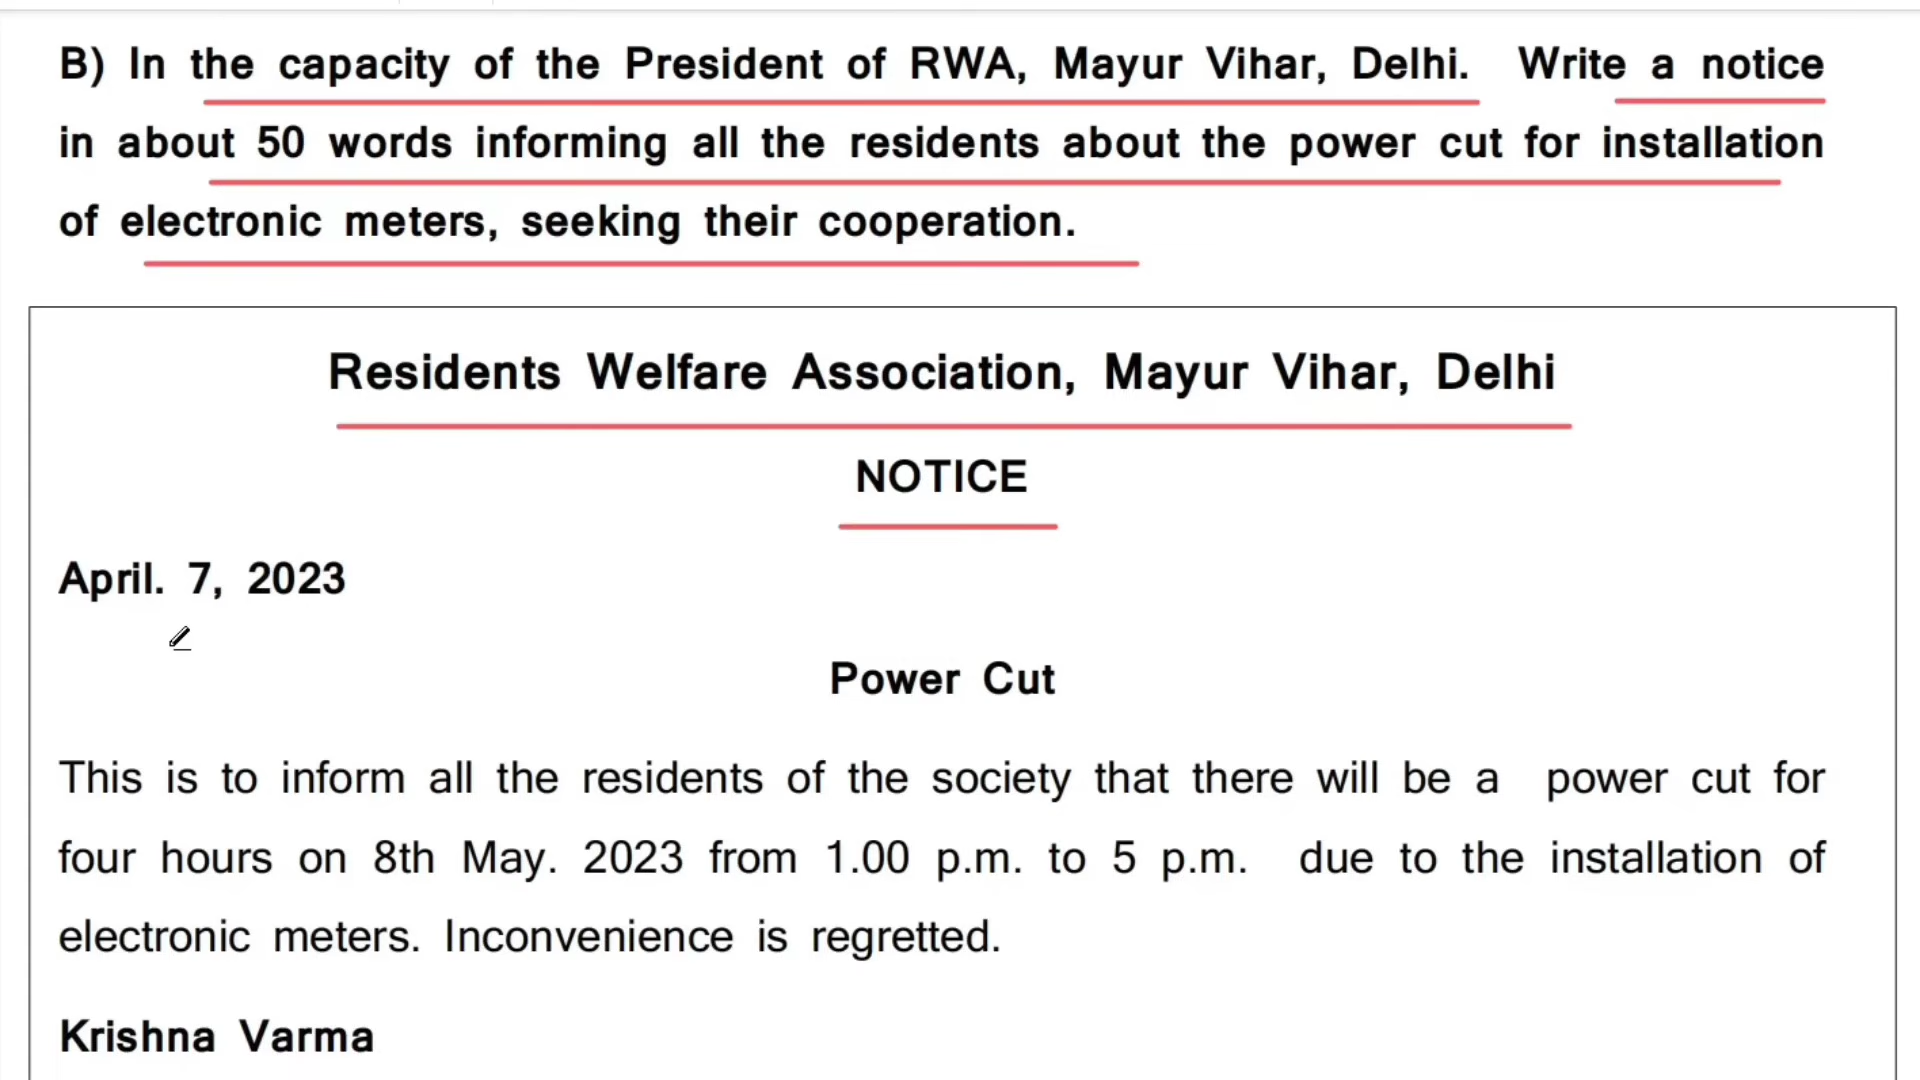 B) In the capacity of the President of RWA, Mayur Vihar, Delhi. Write a notice
in about 50 words informing all the residents about the power cut for installation
of electronic meters, seeking their cooperation.
Residents Welfare Association, Mayur Vihar, Delhi
NOTICE
April. 7, 2023
Power Cut
This is to inform all the residents of the society that there will be a power cut for
four hours on 8th May. 2023 from 1.00 p.m. to 5 p.m. due to the installation of
electronic meters. Inconvenience is regretted.
Krishna Varma